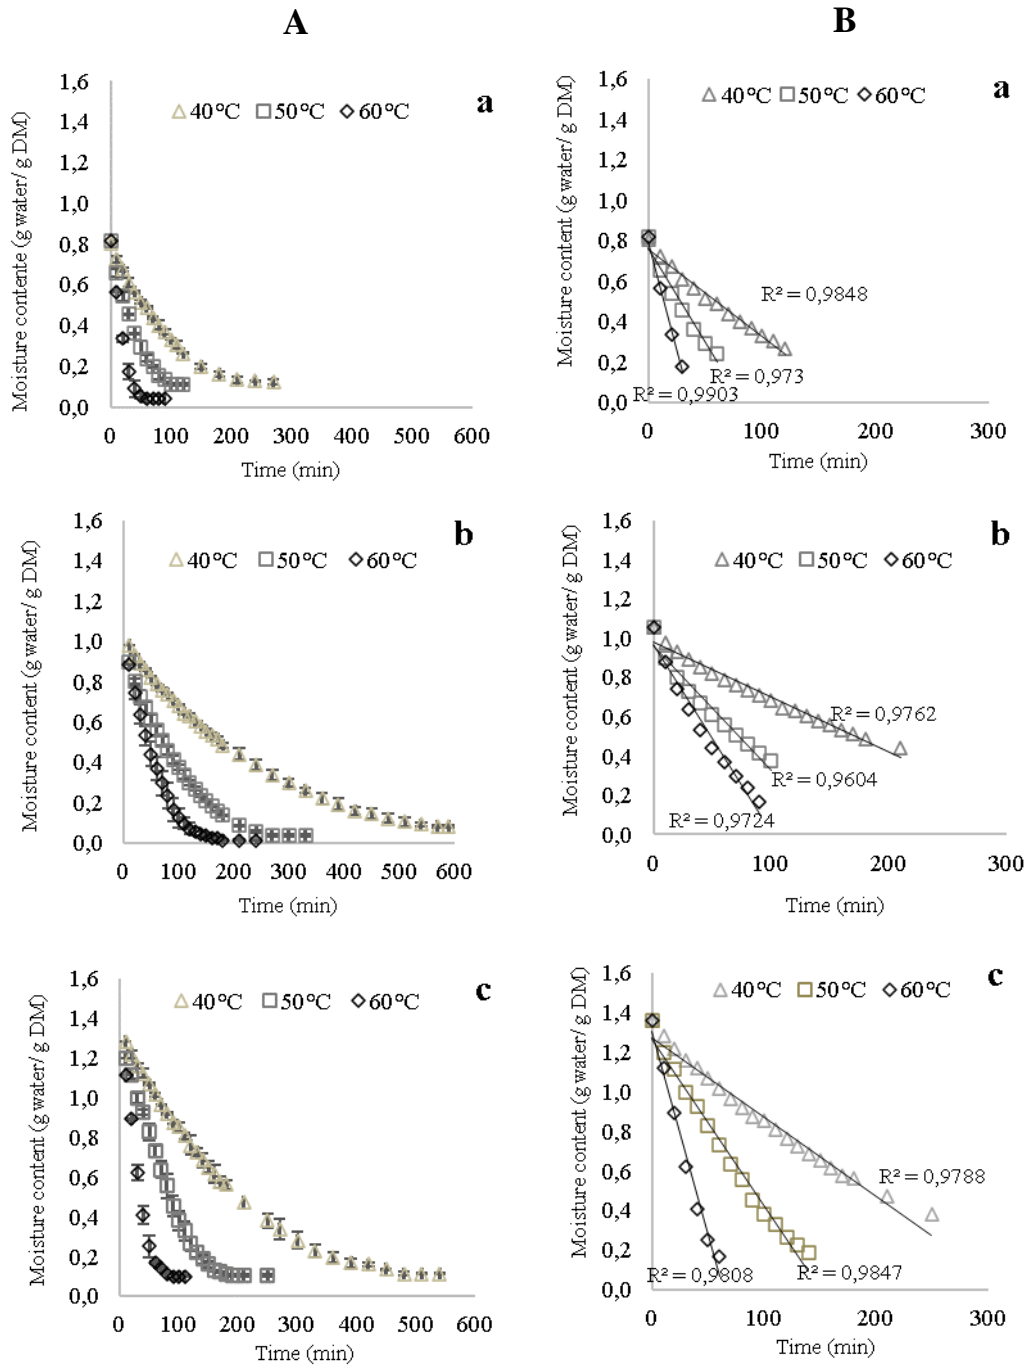 A
B
a
40°C 50°C 60°C
Moisture contente (g water/ g DM)
1,6
1,4
1,2
1,0
0,8
0,6
0,4
0,2
0,0
0 100 200 300 400 500 600
Time (min)
a
40°C 50°C 60°C
Moisture content (g water/ g DM)
1,6
1,4
1,2
1,0
0,8
0,6
0,4
0,2
0,0
R² = 0,9848
R² = 0,973
R² = 0,9903
0 100 200 300
Time (min)
b
40°C 50°C 60°C
Moisture content (g water/ g DM)
1,6
1,4
1,2
1,0
0,8
0,6
0,4
0,2
0,0
0 100 200 300 400 500 600
Time (min)
b
40°C 50°C 60°C
Moisture content (g water/ g DM)
1,6
1,4
1,2
1,0
0,8
0,6
0,4
0,2
0,0
R² = 0,9762
R² = 0,9604
R² = 0,9724
0 100 200 300
Time (min)
c
40°C 50°C 60°C
Moisture content (g water/ g DM)
1,6
1,4
1,2
1,0
0,8
0,6
0,4
0,2
0,0
0 100 200 300 400 500 600
Time (min)
c
40°C 50°C 60°C
Moisture content (g water/ g DM)
1,6
1,4
1,2
1,0
0,8
0,6
0,4
0,2
0,0
R² = 0,9788
R² = 0,9847
R² = 0,9808
0 100 200 300
Time (min)